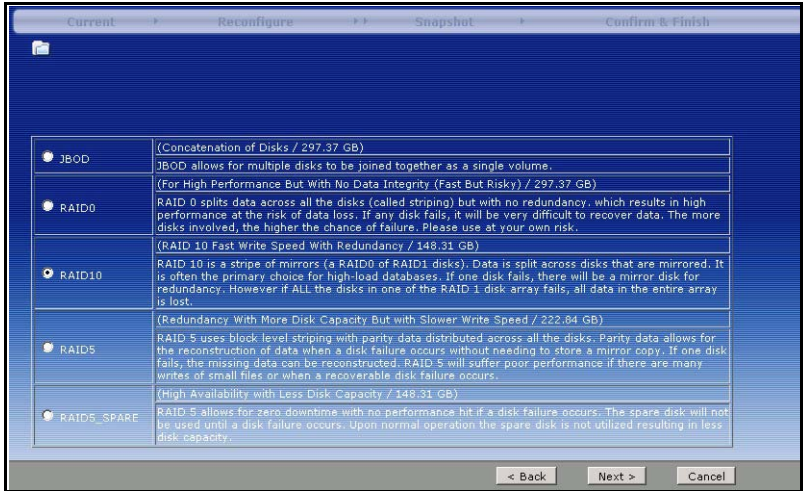 Current Reconfigure Snapshot Confirm & Finish
(Concatenation of Disks / 297.37 GB)
JBOD
JBOD allows for multiple disks to be joined together as a single volume.
(For High Performance But With No Data Integrity (Fast But Risky) / 297.37 GB)
RAID0
RAID 0 splits data across all the disks (called striping) but with no redundancy. which results in high
performance at the risk of data loss. If any disk fails, it will be very difficult to recover data. The more
disks involved, the higher the chance of failure. Please use at your own risk.
(RAID 10 Fast Write Speed With Redundancy / 148.31 GB)
RAID10
RAID 10 is a stripe of mirrors (a RAID0 of RAID1 disks). Data is split across disks that are mirrored. It
is often the primary choice for high-load databases. If one disk fails, there will be a mirror disk for
redundancy. However if ALL the disks in one of the RAID 1 disk array fails, all data in the entire array
is lost.
(Redundancy With More Disk Capacity But with Slower Write Speed / 222.84 GB)
RAID5
RAID 5 uses block level striping with parity data distributed across all the disks. Parity data allows for
the reconstruction of data when a disk failure occurs without needing to store a mirror copy. If one disk
fails, the missing data can be reconstructed. RAID 5 will suffer poor performance if there are many
writes of small files or when a recoverable disk failure occurs.
(High Availability with Less Disk Capacity / 148.31 GB)
RAID5_SPARE
RAID 5 allows for zero downtime with no performance hit if a disk failure occurs. The spare disk will not
be used until a disk failure occurs. Upon normal operation the spare disk is not utilized resulting in less
disk capacity.
< Back Next > Cancel